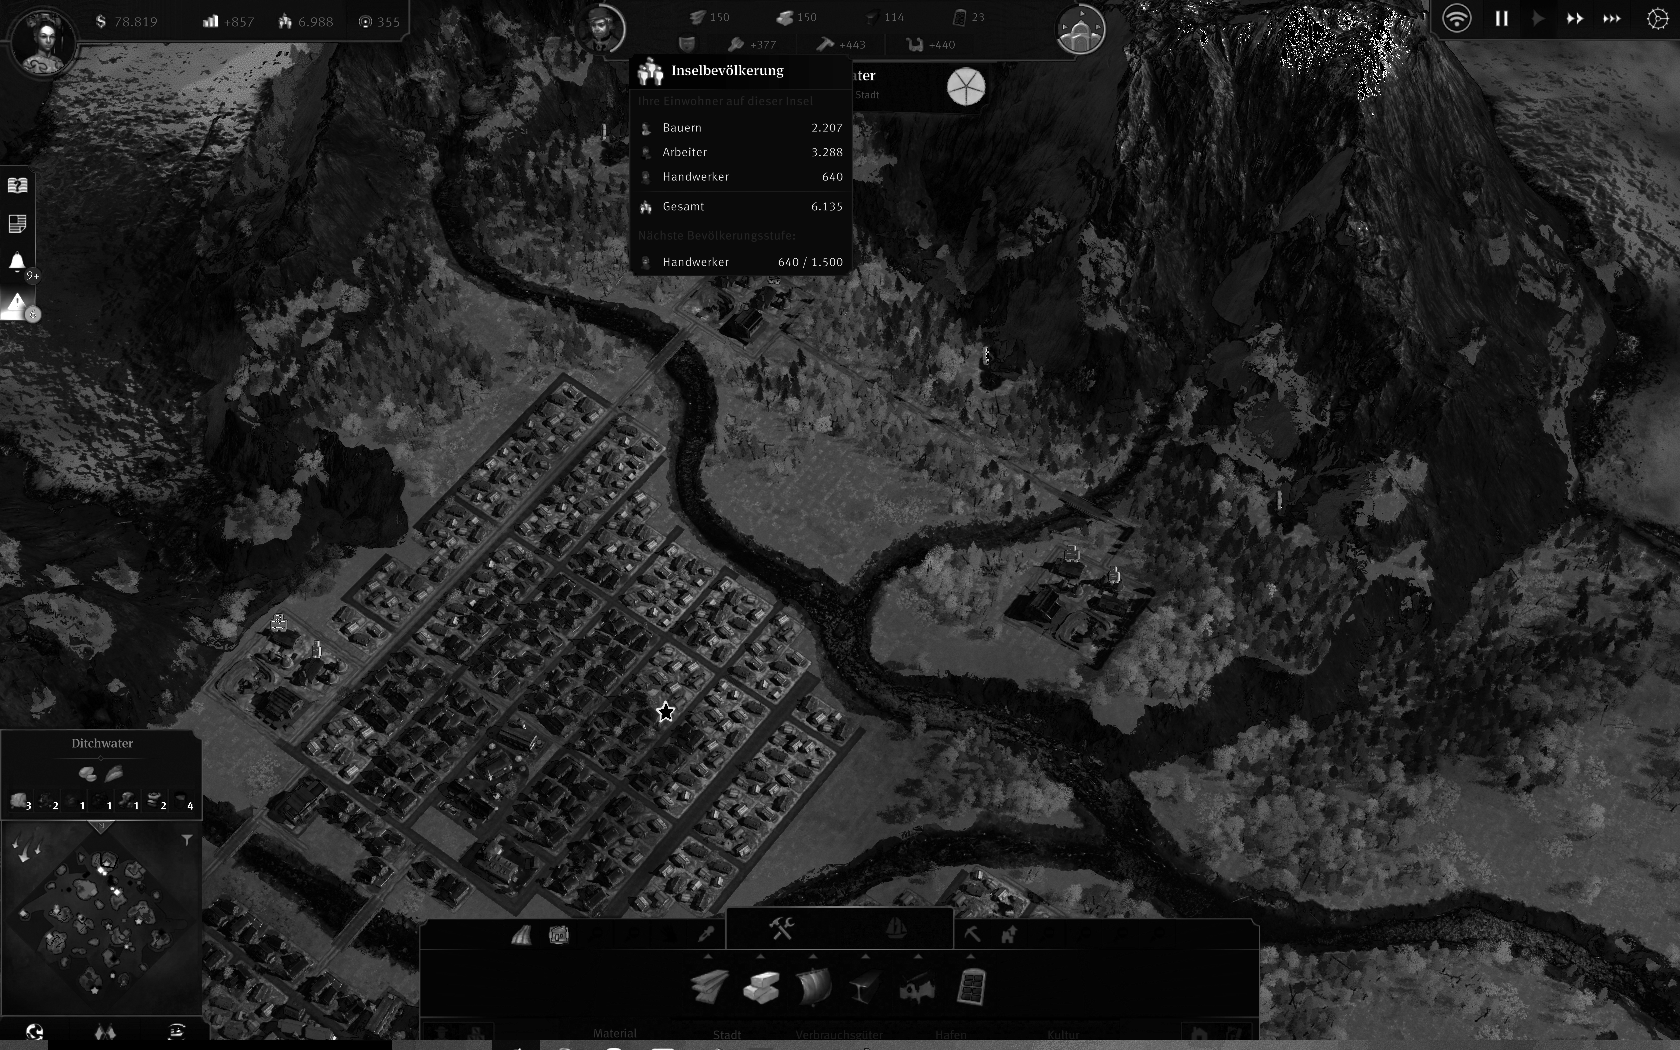 78.819 +857 6.988 355
150 150 114 23
+377 +443 +440
Inselbevölkerung
ter
Stadt
Ihre Einwohner auf dieser Insel
Bauern 2.207
Arbeiter 3.288
Handwerker 640
Gesamt 6.135
Nächste Bevölkerungsstufe:
Handwerker 640 / 1.500
9+
Ditchwater
3 2 1 1 1 2 4
Material Stadt Verbrauchsgüter Hafen Kultur